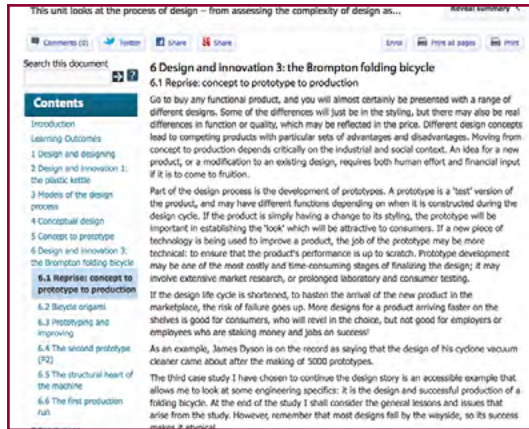 This unit looks at the process of design – from assessing the complexity of design as...
Reveal summary
Comments (0)
Twitter
Share
Share
Enrol
Print all pages
Print
Search this document
Contents
Introduction
Learning Outcomes
1 Design and designing
2 Design and innovation 1:
the plastic kettle
3 Models of the design
process
4 Conceptual design
5 Concept to prototype
6 Design and innovation 3:
the Brompton folding bicycle
6.1 Reprise: concept to
prototype to production
6.2 Bicycle origami
6.3 Prototyping and
improving
6.4 The second prototype
(P2)
6.5 The structural heart of
the machine
6.6 The first production
run
6 Design and innovation 3: the Brompton folding bicycle
6.1 Reprise: concept to prototype to production
Go to buy any functional product, and you will almost certainly be presented with a range of
different designs. Some of the differences will just be in the styling, but there may also be real
differences in function or quality, which may be reflected in the price. Different design concepts
lead to competing products with particular sets of advantages and disadvantages. Moving from
concept to production depends critically on the industrial and social context. An idea for a new
product, or a modification to an existing design, requires both human effort and financial input
if it is to come to fruition.
Part of the design process is the development of prototypes. A prototype is a 'test' version of
the product, and may have different functions depending on when it is constructed during the
design cycle. If the product is simply having a change to its styling, the prototype will be
important in establishing the 'look' which will be attractive to consumers. If a new piece of
technology is being used to improve a product, the job of the prototype may be more
technical: to ensure that the product's performance is up to scratch. Prototype development
may be one of the most costly and time-consuming stages of finalizing the design; it may
involve extensive market research, or prolonged laboratory and consumer testing.
If the design life cycle is shortened, to hasten the arrival of the new product in the
marketplace, the risk of failure goes up. More designs for a product arriving faster on the
shelves is good for consumers, who will revel in the choice, but not good for employers or
employees who are staking money and jobs on success!
As an example, James Dyson is on the record as saying that the design of his cyclone vacuum
cleaner came about after the making of 5000 prototypes.
The third case study I have chosen to continue the design story is an accessible example that
allows me to look at some engineering specifics: it is the design and successful production of a
folding bicycle. At the end of the study I shall consider the general lessons and issues that
arise from the study. However, remember that most designs fall by the wayside, so its success
makes it atypical.